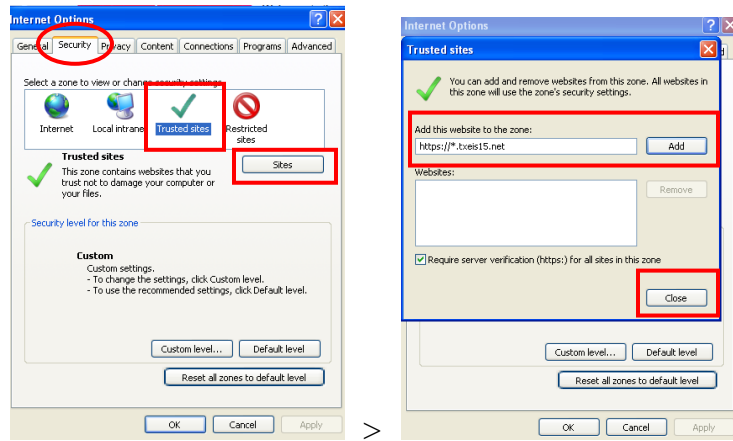 Internet Options
General Security Privacy Content Connections Programs Advanced
Select a zone to view or change security settings.
Internet Local intranet Trusted sites Restricted sites
Trusted sites
Sites
This zone contains websites that you
trust not to damage your computer or
your files.
Security level for this zone
Custom
Custom settings.
- To change the settings, click Custom level.
- To use the recommended settings, click Default level.
Custom level... Default level
Reset all zones to default level
OK Cancel Apply
>
Internet Options
Trusted sites
You can add and remove websites from this zone. All websites in
this zone will use the zone's security settings.
Add this website to the zone:
https://*.txeis15.net Add
Websites:
Remove
Require server verification (https:) for all sites in this zone
Close
Custom level... Default level
Reset all zones to default level
OK Cancel Apply